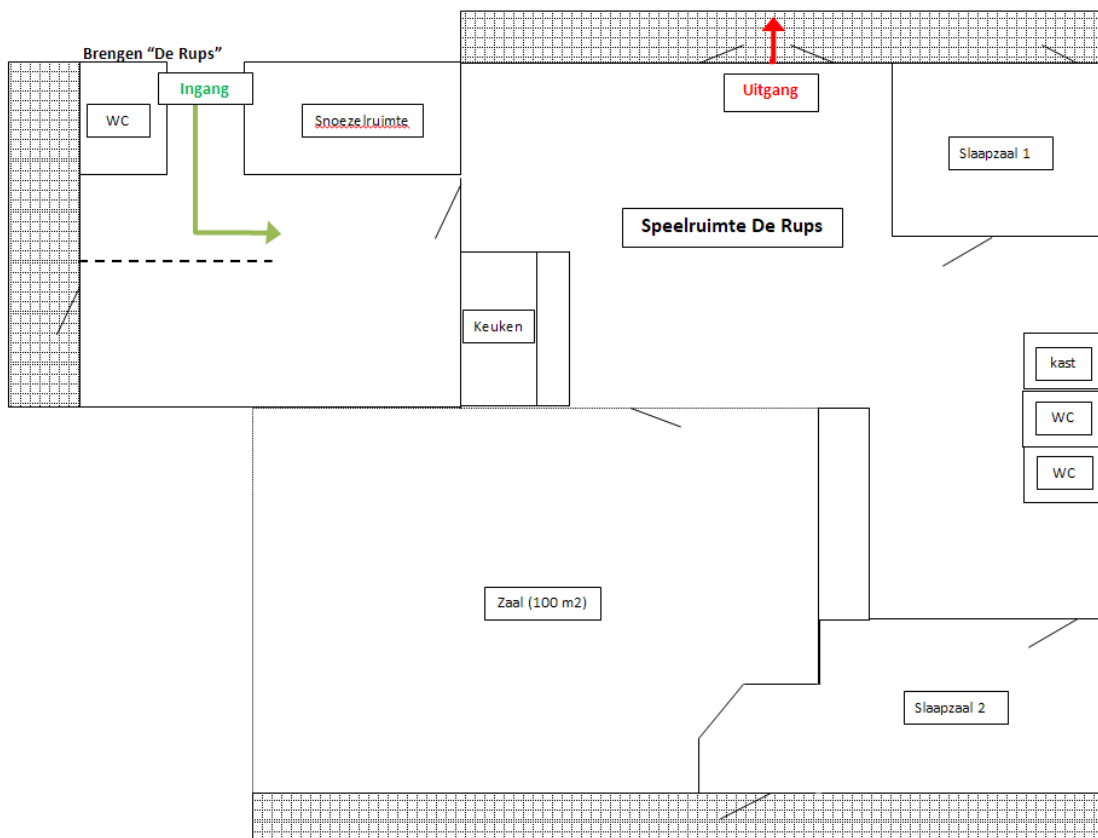 Brengen “De Rups”
Ingang
Uitgang
WC
Snoezelruimte
Slaapzaal 1
Speelruimte De Rups
Keuken
kast
WC
WC
Zaal (100 m2)
Slaapzaal 2